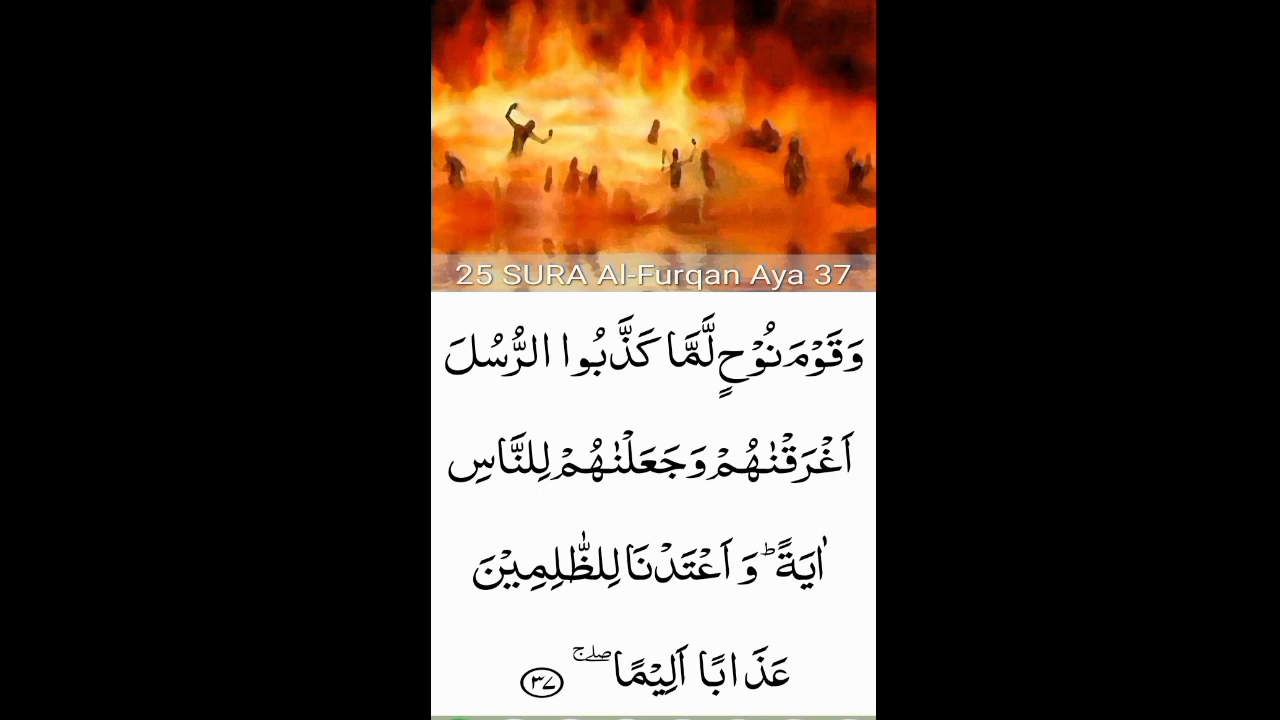 25 SURA Al-Furqan Aya 37
وَقَوْمَ نُوْحٍ لَّمَّا كَذَّبُوا الرُّسُلَ
اَغْرَقْنٰهُمْ وَجَعَلْنٰهُمْ لِلنَّاسِ
اٰيَةً ؕ وَ اَعْتَدْنَا لِلظّٰلِمِيْنَ
عَذَابًا اَلِيْمًا ۖۚ ٣٧